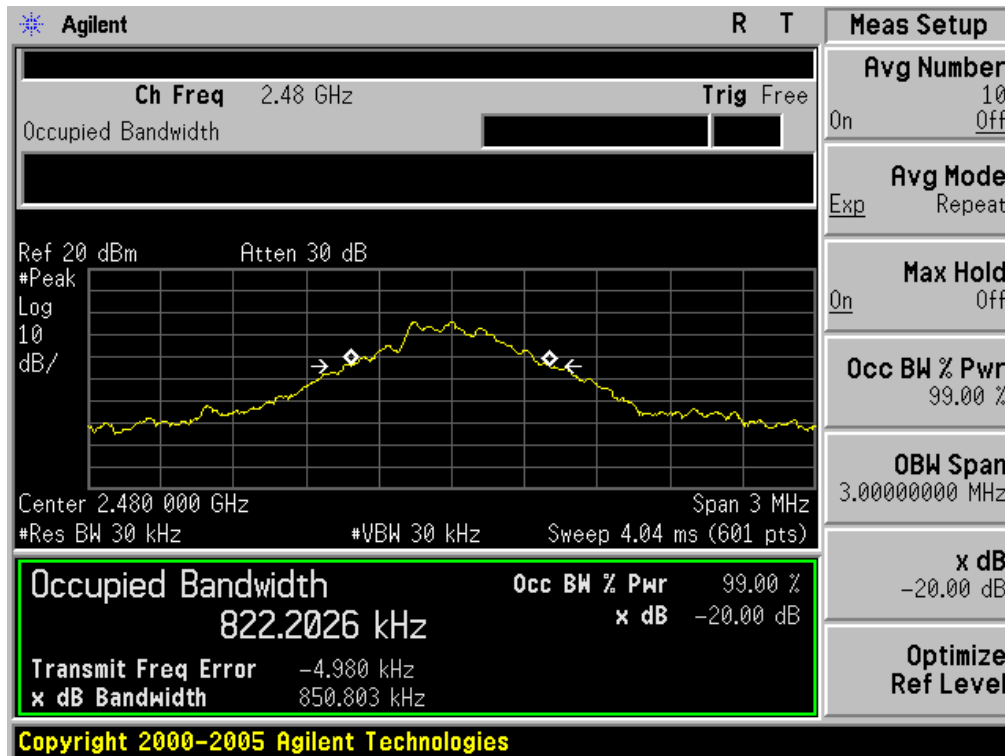 Agilent R T
Ch Freq 2.48 GHz Trig Free
Occupied Bandwidth
Ref 20 dBm Atten 30 dB
#Peak
Log
10
dB/
Center 2.480 000 GHz Span 3 MHz
#Res BW 30 kHz #VBW 30 kHz Sweep 4.04 ms (601 pts)
Occupied Bandwidth Occ BW % Pwr 99.00 %
822.2026 kHz x dB -20.00 dB
Transmit Freq Error -4.980 kHz
x dB Bandwidth 850.803 kHz
Meas Setup
Avg Number
10
On Off
Avg Mode
Exp Repeat
Max Hold
On Off
Occ BW % Pwr
99.00 %
OBW Span
3.00000000 MHz
x dB
-20.00 dB
Optimize
Ref Level
Copyright 2000-2005 Agilent Technologies